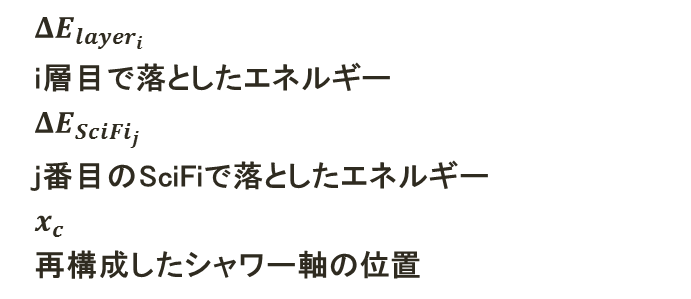 ΔE_{layer_i}
i層目で落としたエネルギー
ΔE_{SciFi_j}
j番目のSciFiで落としたエネルギー
x_c
再構成したシャワー軸の位置